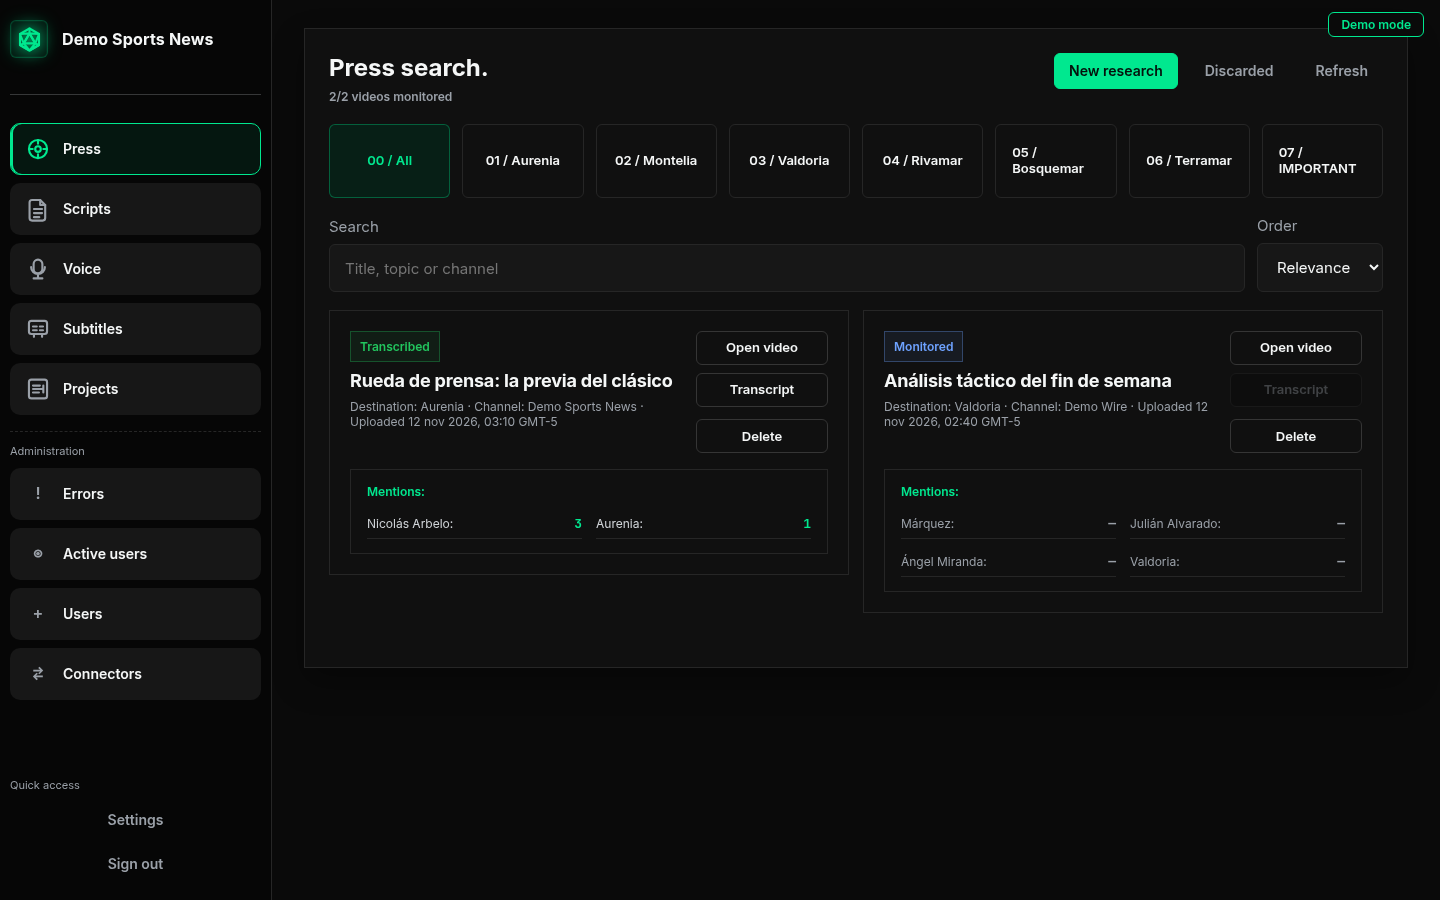 Demo Sports News
Demo mode
Press
Scripts
Voice
Subtitles
Projects
Administration
! Errors
Active users
+ Users
Connectors
Quick access
Settings
Sign out
Press search.
2/2 videos monitored
New research
Discarded
Refresh
00 / All
01 / Aurenia
02 / Montelia
03 / Valdoria
04 / Rivamar
05 /
Bosquemar
06 / Terramar
07 /
IMPORTANT
Search
Title, topic or channel
Order
Relevance
Transcribed
Rueda de prensa: la previa del clásico
Destination: Aurenia · Channel: Demo Sports News ·
Uploaded 12 nov 2026, 03:10 GMT-5
Open video
Transcript
Delete
Mentions:
Nicolás Arbelo: 3
Aurenia: 1
Monitored
Análisis táctico del fin de semana
Destination: Valdoria · Channel: Demo Wire · Uploaded 12
nov 2026, 02:40 GMT-5
Open video
Transcript
Delete
Mentions:
Márquez: –
Julián Alvarado: –
Ángel Miranda: –
Valdoria: –